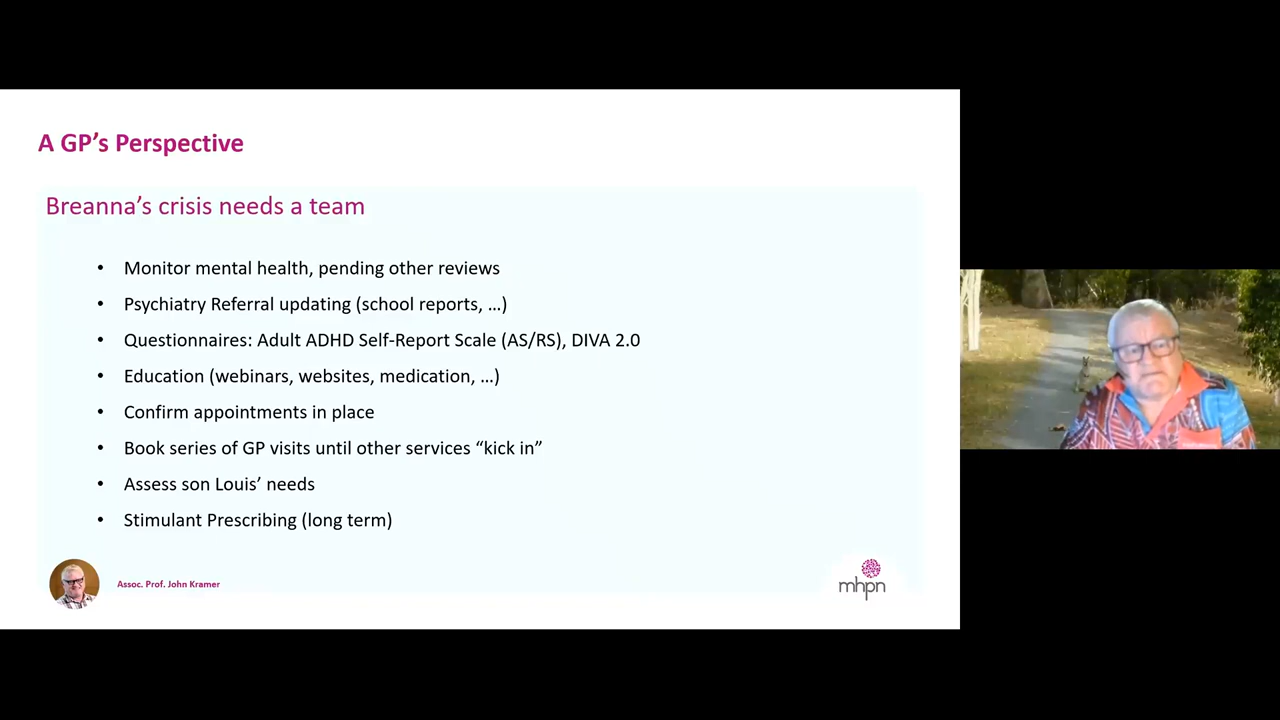 A GP’s Perspective
Breanna’s crisis needs a team
• Monitor mental health, pending other reviews
• Psychiatry Referral updating (school reports, …)
• Questionnaires: Adult ADHD Self-Report Scale (AS/RS), DIVA 2.0
• Education (webinars, websites, medication, …)
• Confirm appointments in place
• Book series of GP visits until other services “kick in”
• Assess son Louis’ needs
• Stimulant Prescribing (long term)
Assoc. Prof. John Kramer
mhpn